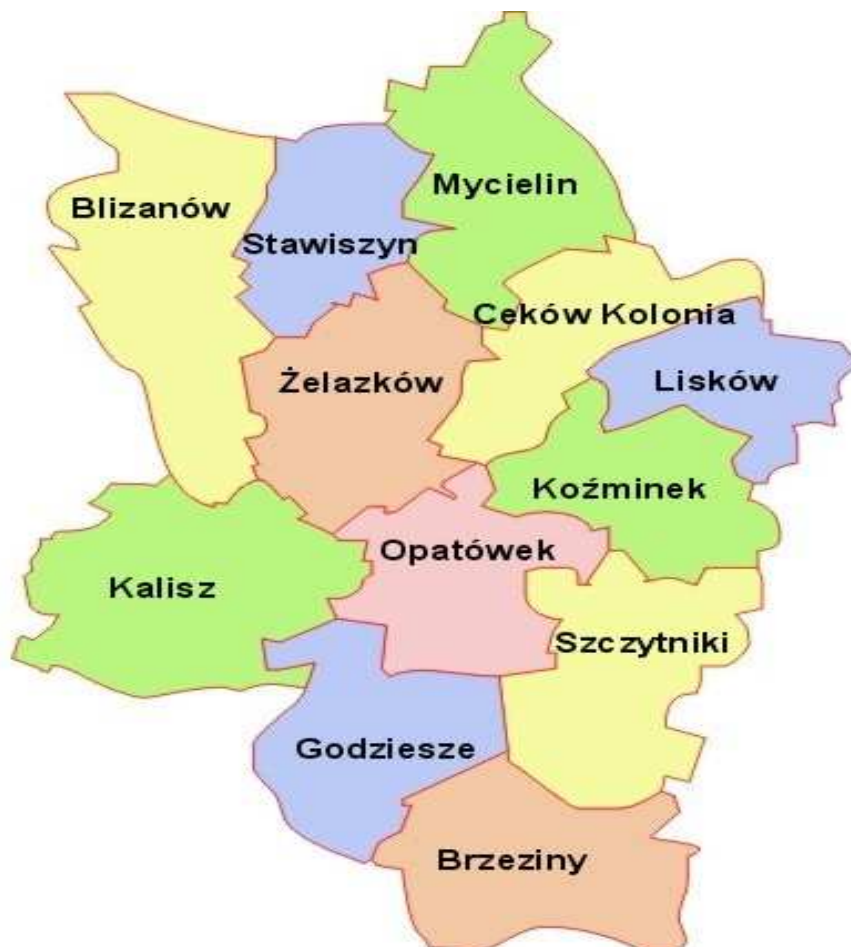 Mycielin
Blizanów
Stawiszyn
Ceków Kolonia
Żelazków
Lisków
Koźminek
Opatówek
Kalisz
Szczytniki
Godziesze
Brzeziny